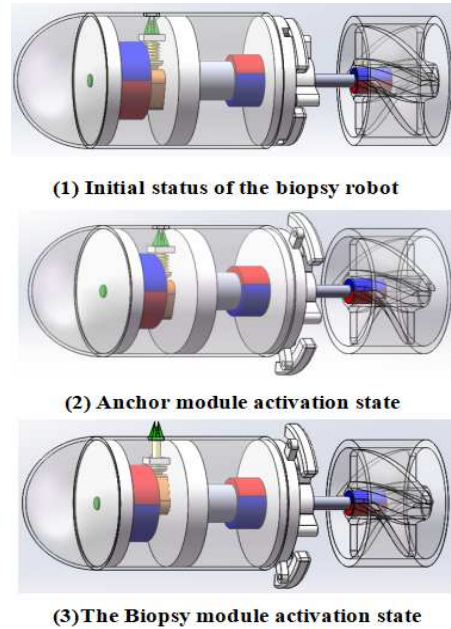 (1) Initial status of the biopsy robot
(2) Anchor module activation state
(3)The Biopsy module activation state